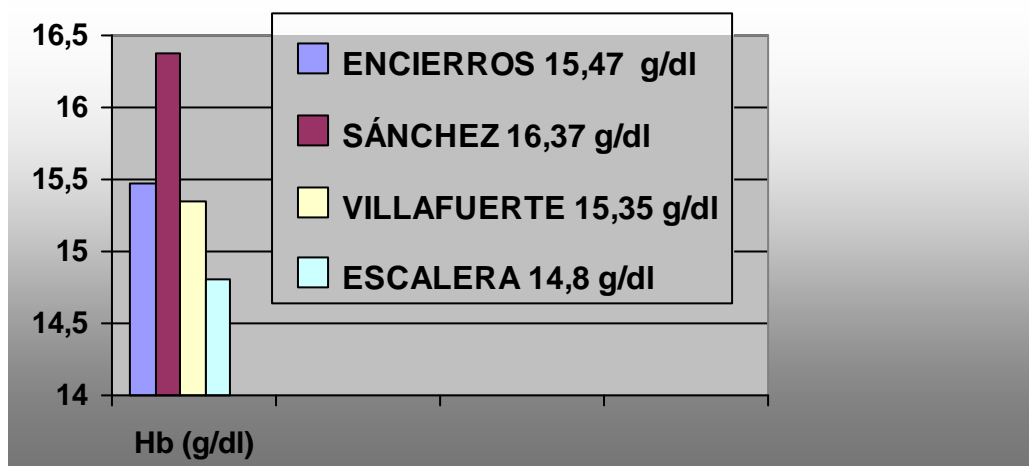 16,5
16
15,5
15
14,5
14
ENCIERROS 15,47 g/dl
SÁNCHEZ 16,37 g/dl
VILLAFUERTE 15,35 g/dl
ESCALERA 14,8 g/dl
Hb (g/dl)